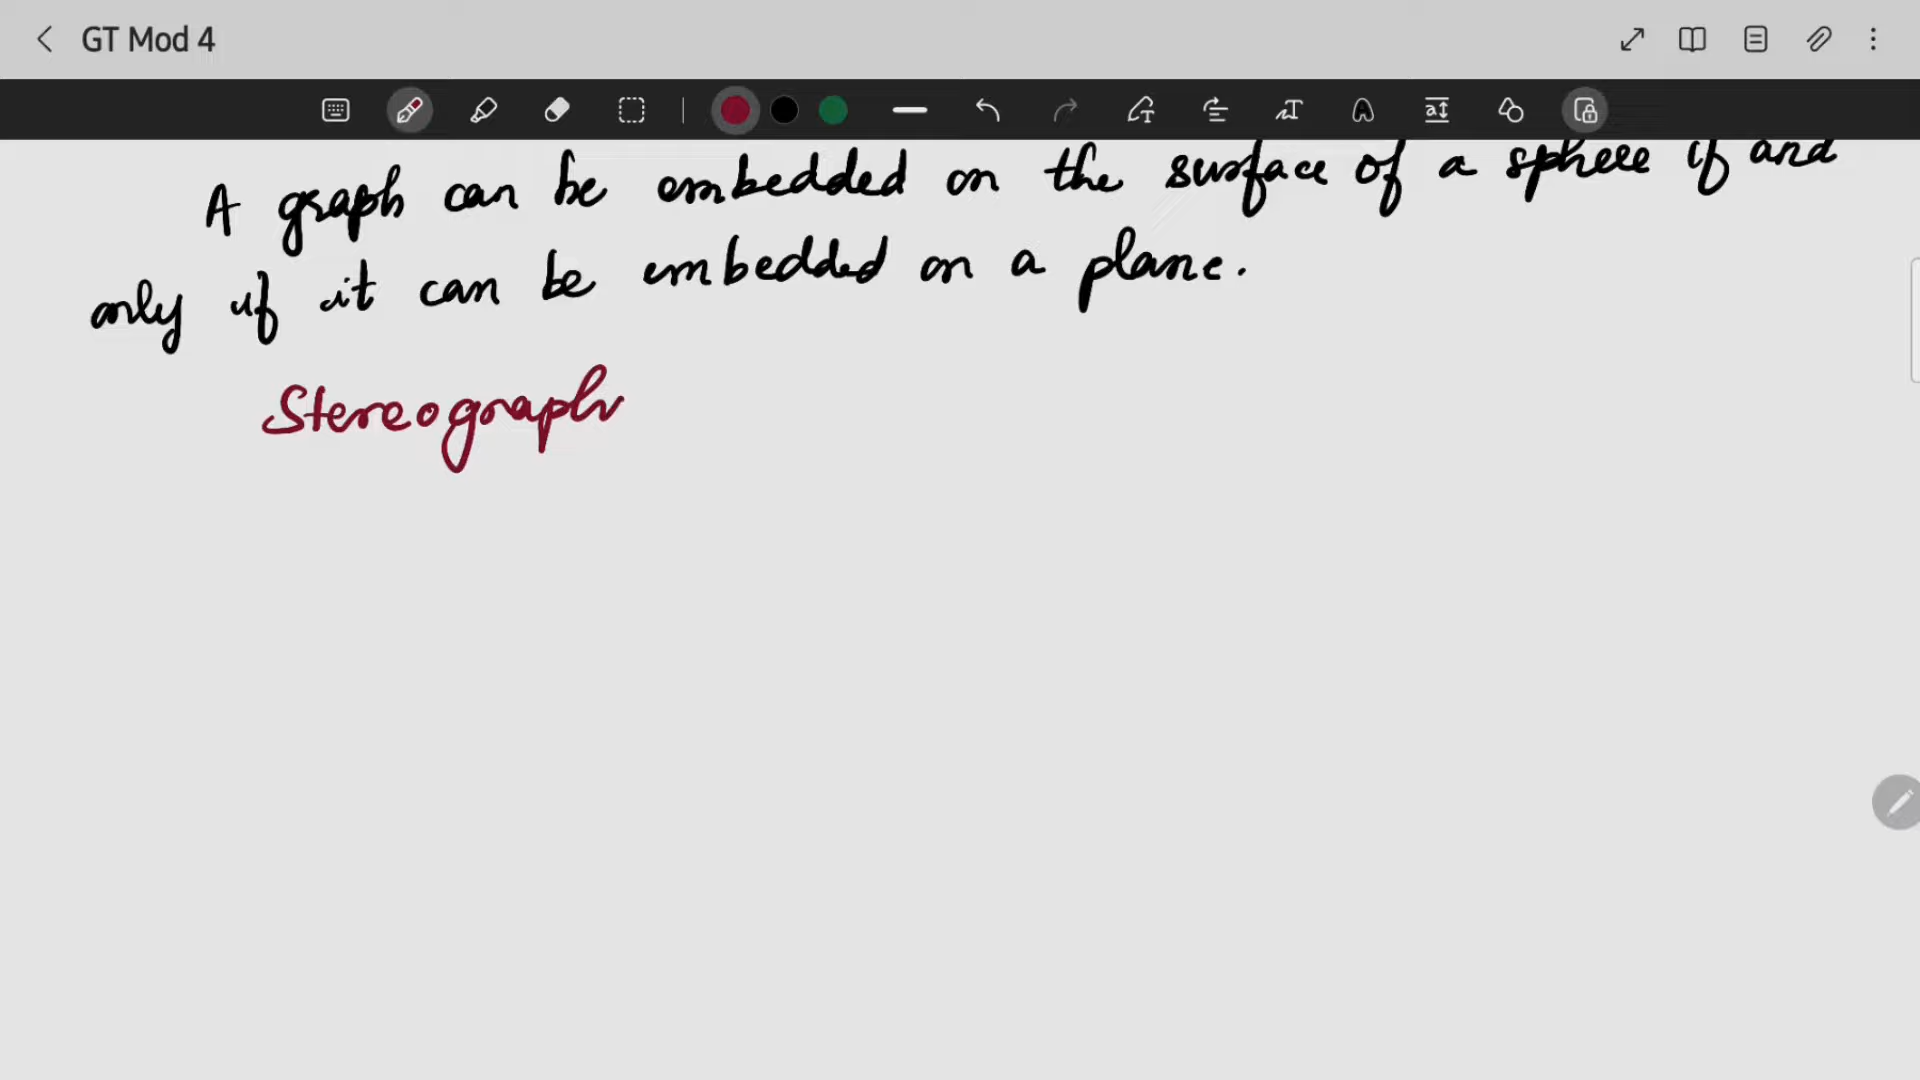 GT Mod 4
A graph can be embedded on the surface of a sphere if and
only if it can be embedded on a plane.
Stereograph